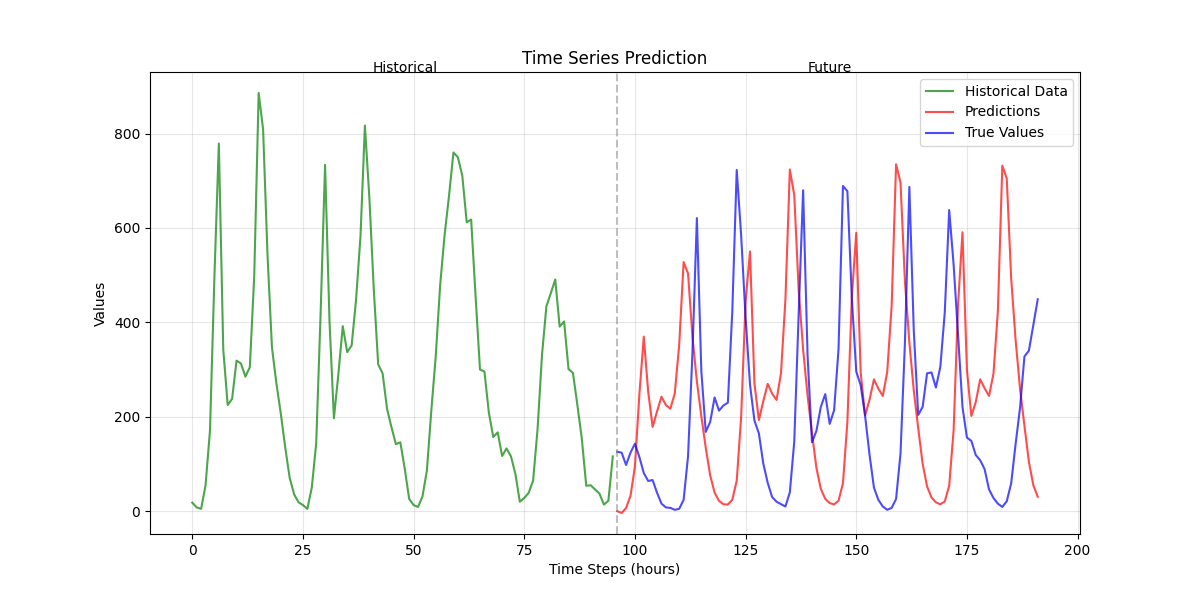 Time Series Prediction
Historical
Future
Historical Data
Predictions
True Values
Values
800
600
400
200
0
0
25
50
75
100
125
150
175
200
Time Steps (hours)